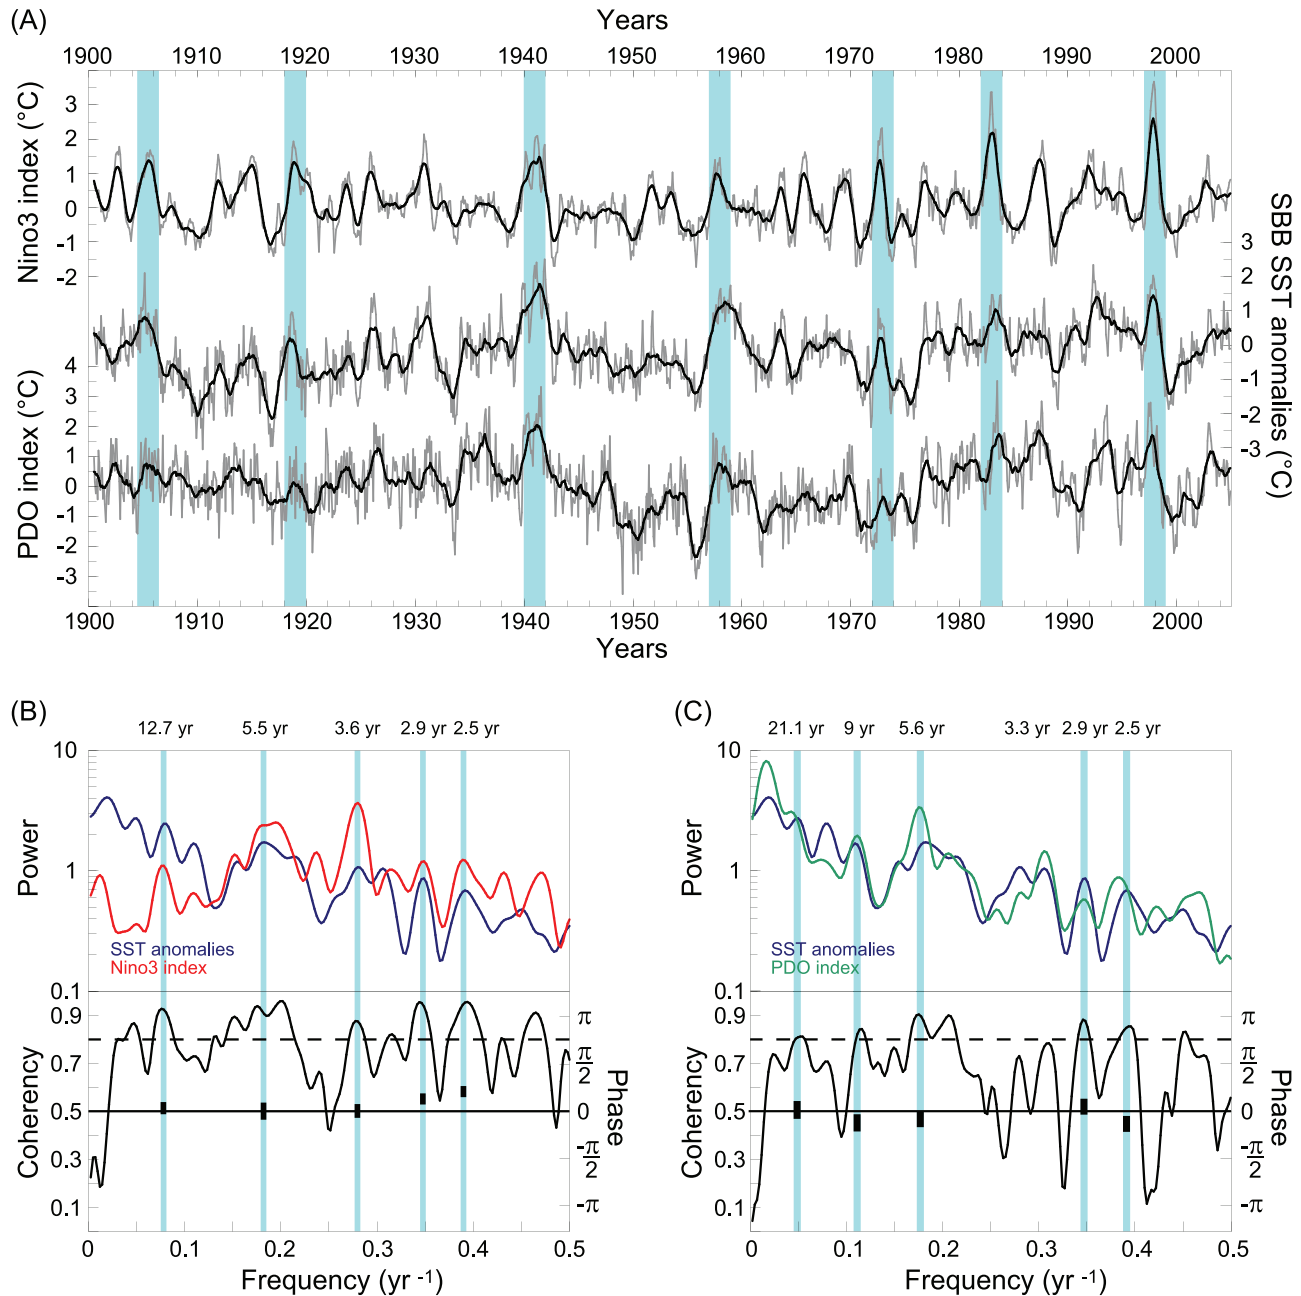 (A)
Years
1900 1910 1920 1930 1940 1950 1960 1970 1980 1990 2000
Nino3 index (°C)
3
2
1
0
-1
-2
SBB SST anomalies (°C)
3
2
1
0
-1
-2
-3
PDO index (°C)
4
3
2
1
0
-1
-2
-3
1900 1910 1920 1930 1940 1950 1960 1970 1980 1990 2000
Years
(B)
12.7 yr 5.5 yr 3.6 yr 2.9 yr 2.5 yr
Power
10
1
0.1
SST anomalies
Nino3 index
Coherency
0.9
0.7
0.5
0.3
0.1
Phase
π
π/2
0
-π/2
-π
0 0.1 0.2 0.3 0.4 0.5
Frequency (yr -1)
(C)
21.1 yr 9 yr 5.6 yr 3.3 yr 2.9 yr 2.5 yr
Power
10
1
0.1
SST anomalies
PDO index
Coherency
0.9
0.7
0.5
0.3
0.1
Phase
π
π/2
0
-π/2
-π
0 0.1 0.2 0.3 0.4 0.5
Frequency (yr -1)